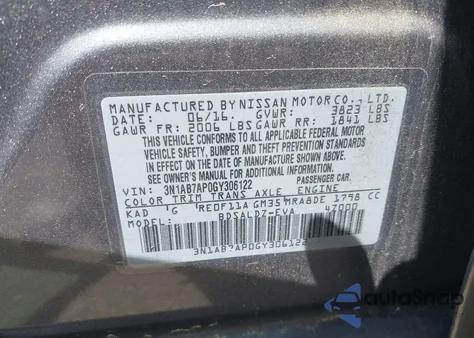 MANUFACTURED BY NISSAN MOTOR CO., LTD.
DATE: 06/16 GVWR: 3823 LBS
GAWR FR: 2006 LBS GAWR RR: 1841 LBS
THIS VEHICLE CONFORMS TO ALL APPLICABLE FEDERAL MOTOR
VEHICLE SAFETY, BUMPER AND THEFT PREVENTION STANDARDS
IN EFFECT ON THE DATE OF MANUFACTURE SHOWN ABOVE.
SEE OWNER'S MANUAL FOR ADDITIONAL INFORMATION
VIN: 3N1AB7AP0GY306122 PASSENGER CAR.
COLOR TRIM TRANS AXLE ENGINE
KAD G RE0F11A GM35 MRA8DE 1798 CC
MODEL: BDSALDZ-EVA 47000
3N1AB7AP0GY306122
autoSnap